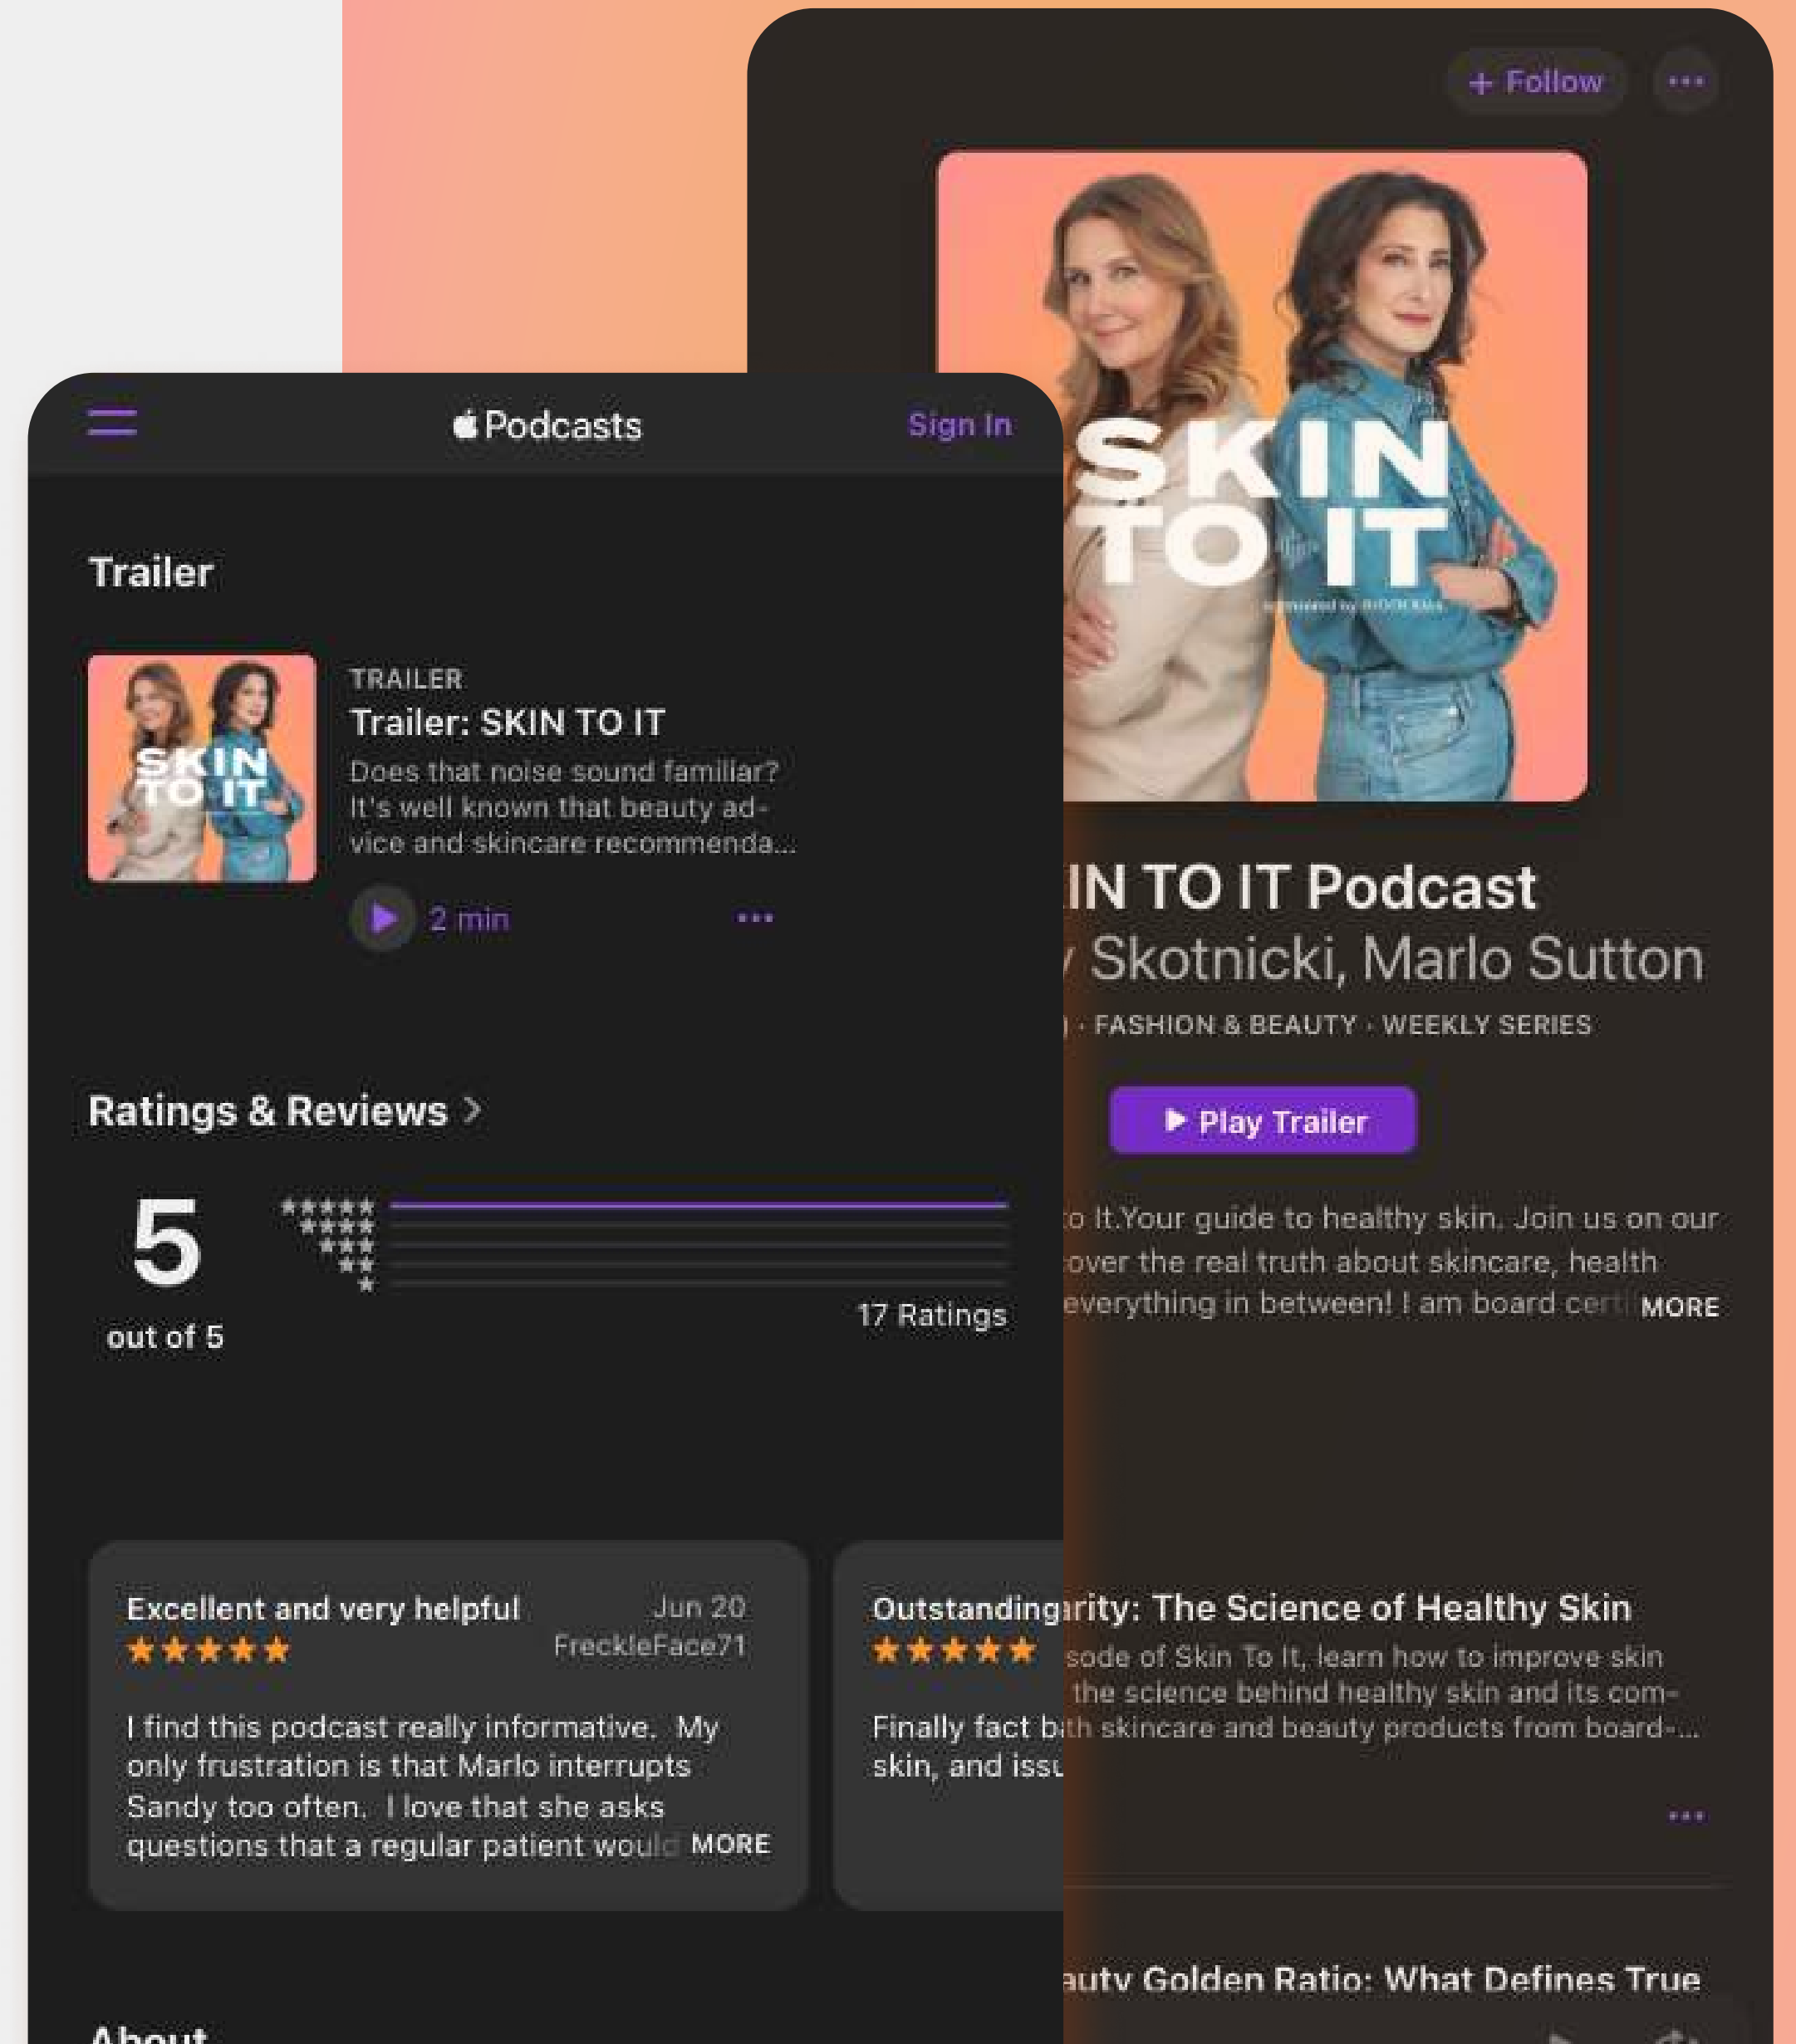 + Follow
SKIN
TO IT
IN TO IT Podcast
y Skotnicki, Marlo Sutton
· FASHION & BEAUTY · WEEKLY SERIES
Play Trailer
o It.Your guide to healthy skin. Join us on our
over the real truth about skincare, health
everything in between! I am board certi MORE
arity: The Science of Healthy Skin
sode of Skin To It, learn how to improve skin
the science behind healthy skin and its com-
th skincare and beauty products from board-...
auty Golden Ratio: What Defines True
Podcasts
Sign In
Trailer
SKIN
TO IT
TRAILER
Trailer: SKIN TO IT
Does that noise sound familiar?
It's well known that beauty ad-
vice and skincare recommenda...
2 min
Ratings & Reviews
5
out of 5
17 Ratings
Excellent and very helpful
Jun 20
FreckleFace71
I find this podcast really informative. My
only frustration is that Marlo interrupts
Sandy too often. I love that she asks
questions that a regular patient would MORE
Outstanding
Finally fact b
skin, and issu
About